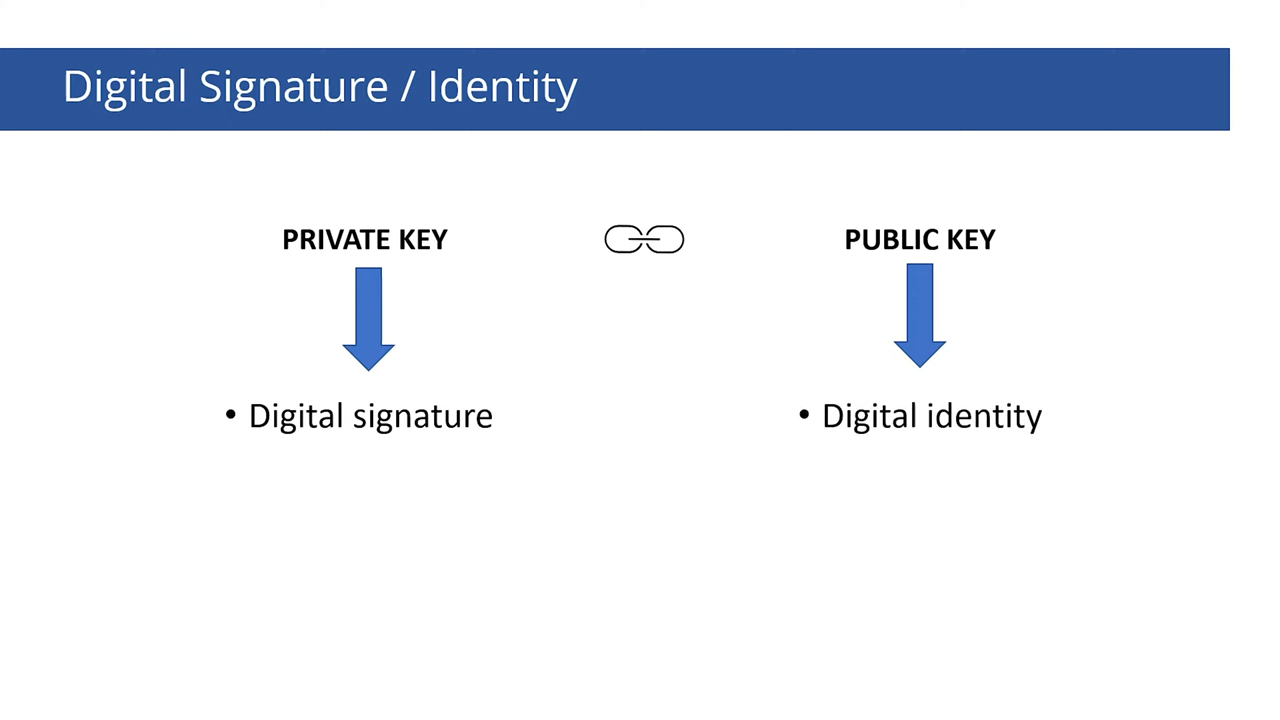 Digital Signature / Identity
PRIVATE KEY
PUBLIC KEY
• Digital signature
• Digital identity